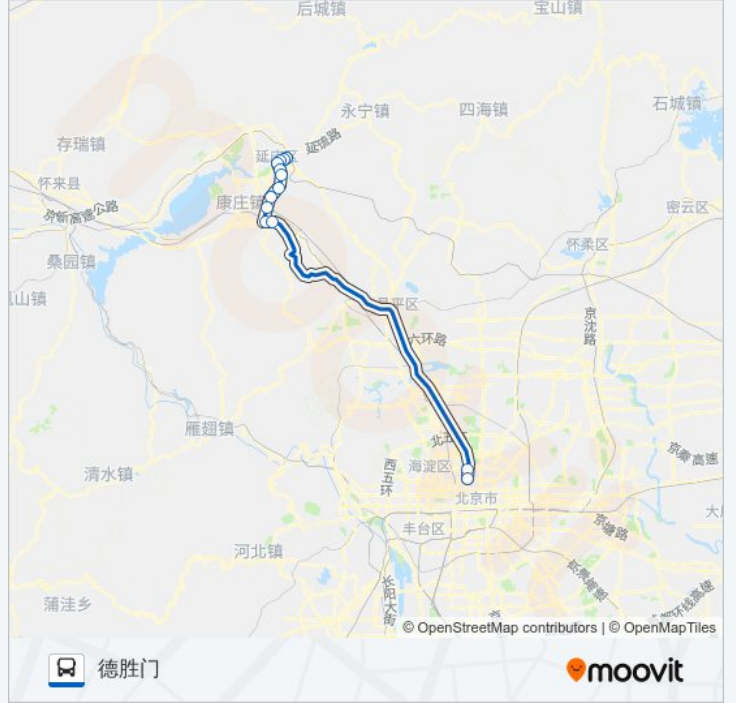 后城镇
宝山镇
石城镇
永宁镇
四海镇
延琉路
存瑞镇
延庆区
怀来县
康庄镇
密云区
京新高速公路
怀柔区
桑园镇
山镇
昌平区
京沈路
六环路
雁翅镇
北五
京秦高速
海淀区
西五环
清水镇
北京市
丰台区
京塘路
河北镇
长阳大街
环线高速
蒲洼乡
© OpenStreetMap contributors | © OpenMapTiles
德胜门
moovit